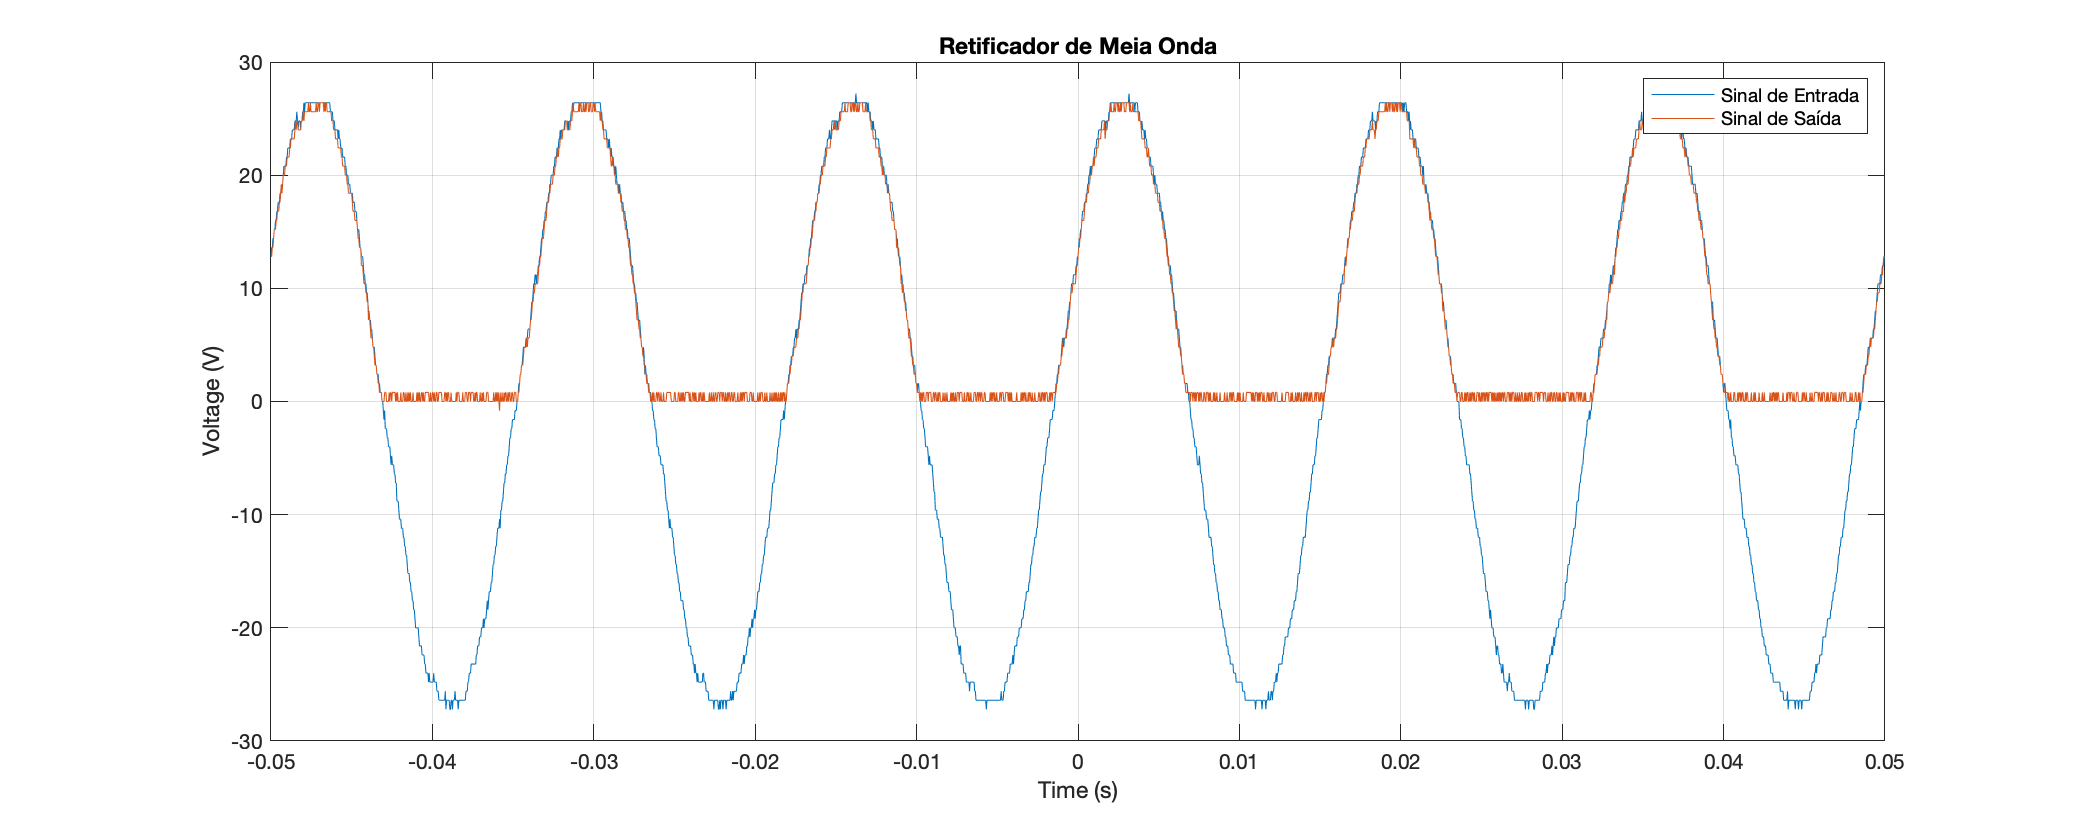 Retificador de Meia Onda
30
20
10
0
-10
-20
-30
Voltage (V)
Sinal de Entrada
Sinal de Saída
-0.05 -0.04 -0.03 -0.02 -0.01 0 0.01 0.02 0.03 0.04 0.05
Time (s)